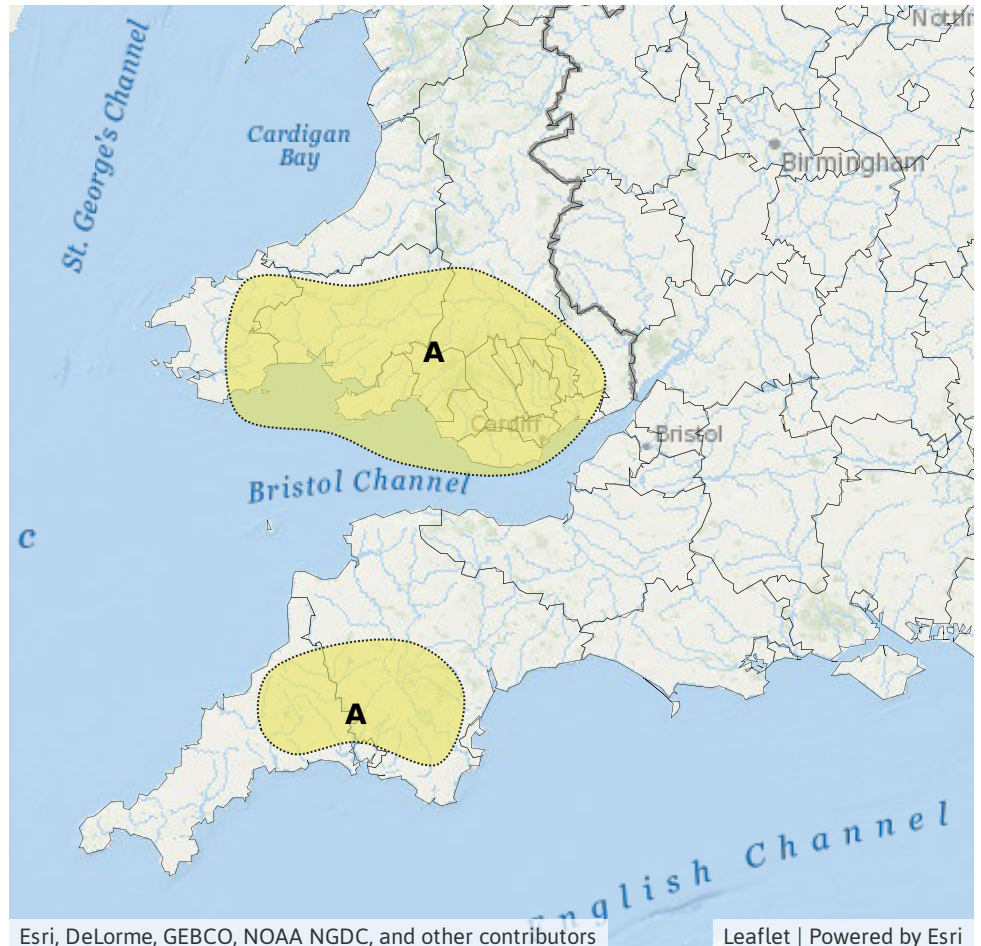 Nottin
St. George's Channel
Cardigan
Bay
Birmingham
A
Cardiff
Bristol
Bristol Channel
C
A
English Channel
Esri, DeLorme, GEBCO, NOAA NGDC, and other contributors
Leaflet | Powered by Esri